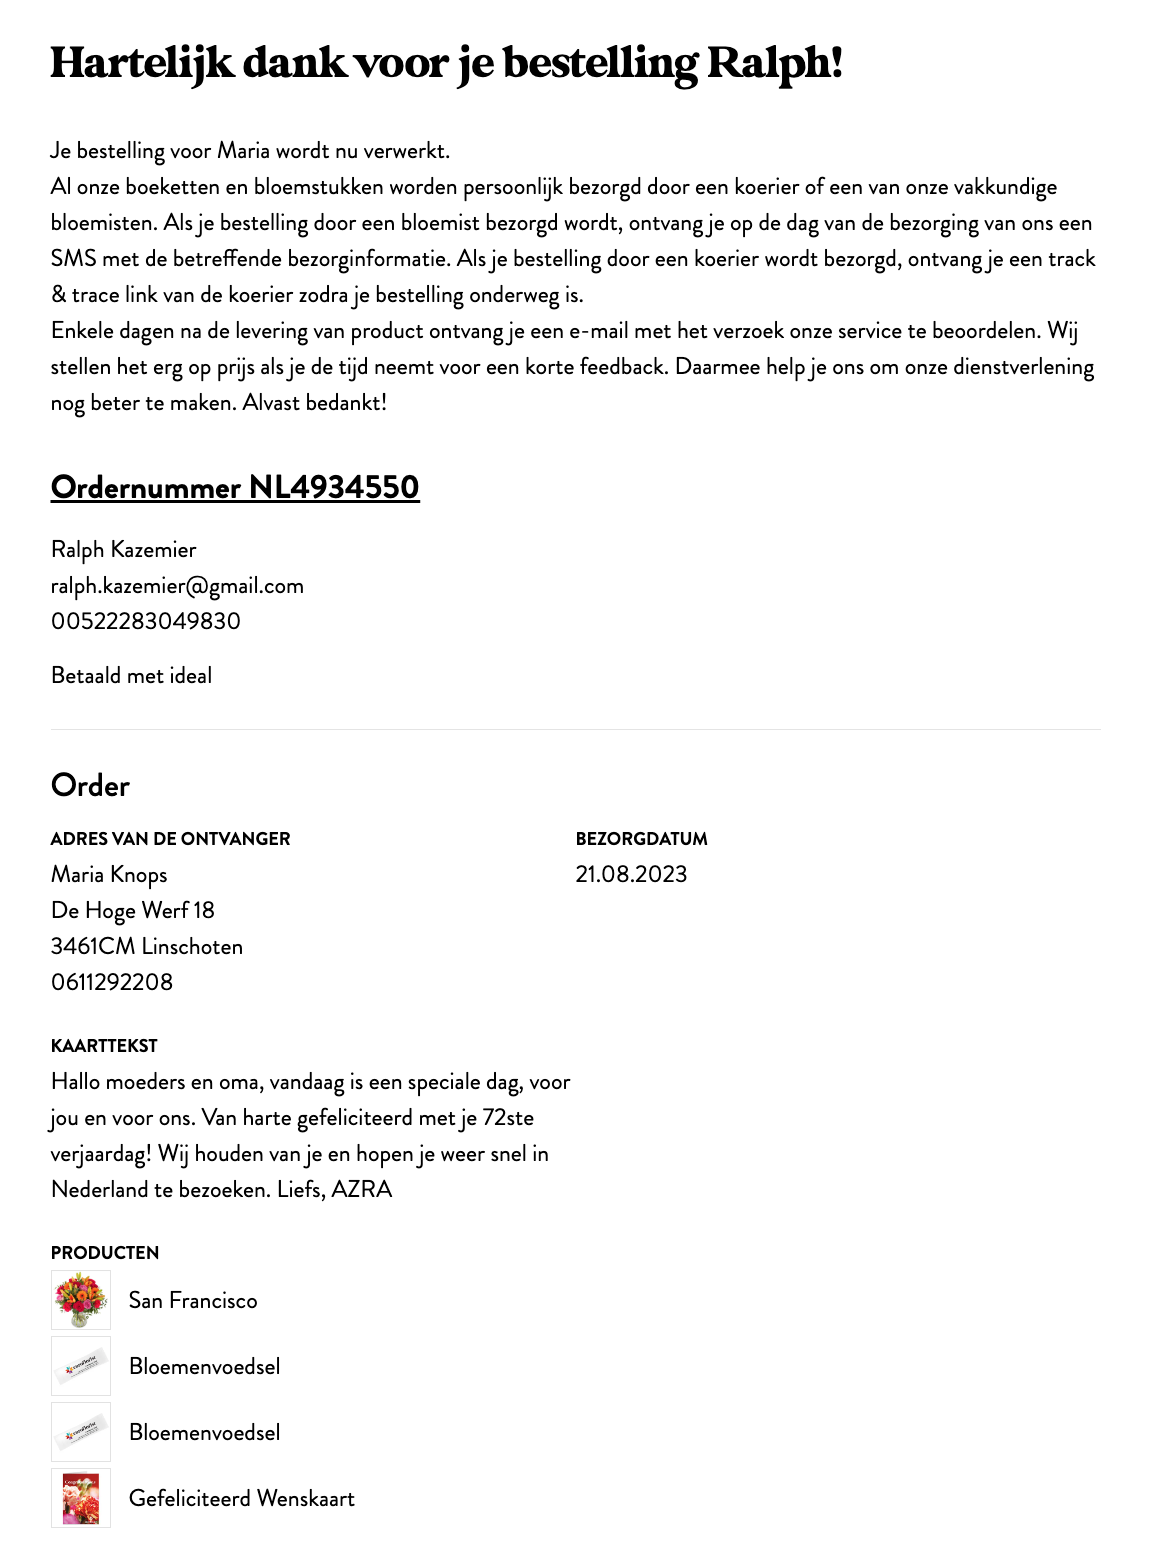 Hartelijk dank voor je bestelling Ralph!
Je bestelling voor Maria wordt nu verwerkt.
Al onze boeketten en bloemstukken worden persoonlijk bezorgd door een koerier of een van onze vakkundige
bloemisten. Als je bestelling door een bloemist bezorgd wordt, ontvang je op de dag van de bezorging van ons een
SMS met de betreffende bezorginformatie. Als je bestelling door een koerier wordt bezorgd, ontvang je een track
& trace link van de koerier zodra je bestelling onderweg is.
Enkele dagen na de levering van product ontvang je een e-mail met het verzoek onze service te beoordelen. Wij
stellen het erg op prijs als je de tijd neemt voor een korte feedback. Daarmee help je ons om onze dienstverlening
nog beter te maken. Alvast bedankt!
Ordernummer NL4934550
Ralph Kazemier
ralph.kazemier@gmail.com
00522283049830
Betaald met ideal
Order
ADRES VAN DE ONTVANGER
Maria Knops
De Hoge Werf 18
3461CM Linschoten
0611292208
BEZORGDATUM
21.08.2023
KAARTTEKST
Hallo moeders en oma, vandaag is een speciale dag, voor
jou en voor ons. Van harte gefeliciteerd met je 72ste
verjaardag! Wij houden van je en hopen je weer snel in
Nederland te bezoeken. Liefs, AZRA
PRODUCTEN
San Francisco
Bloemenvoedsel
Bloemenvoedsel
Gefeliciteerd Wenskaart